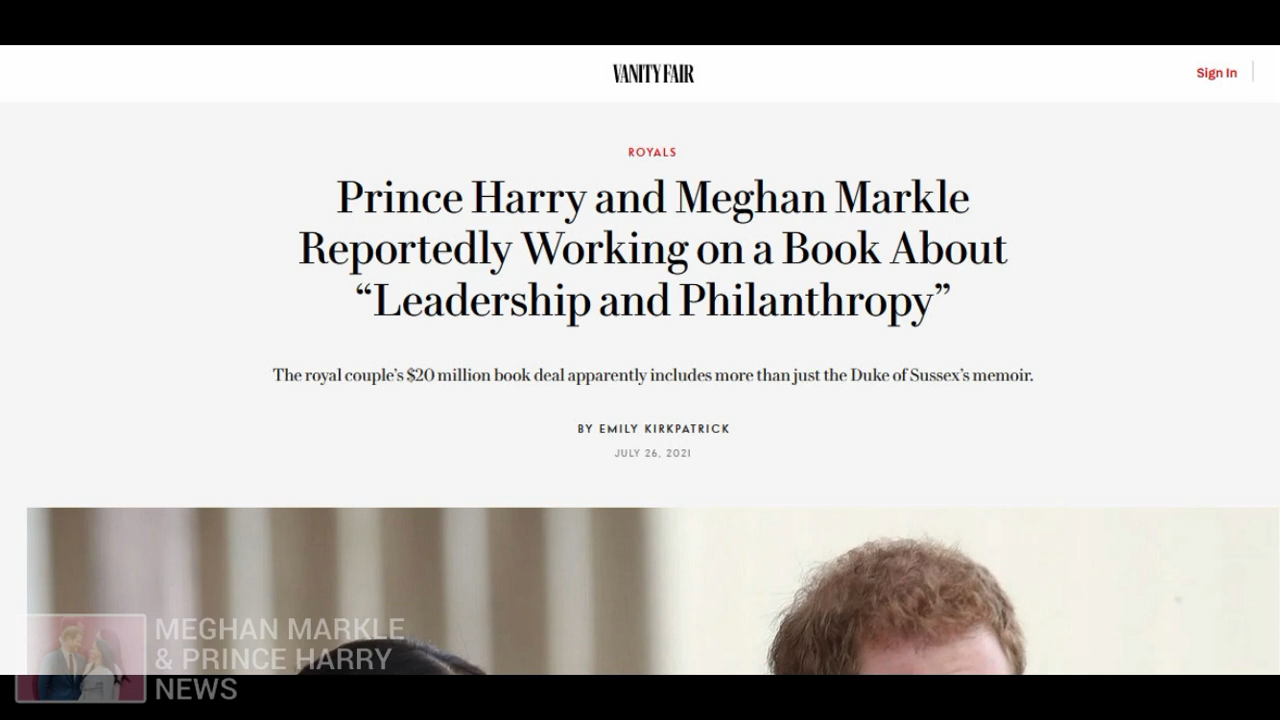 VANITY FAIR
Sign In
ROYALS
Prince Harry and Meghan Markle
Reportedly Working on a Book About
“Leadership and Philanthropy”
The royal couple’s $20 million book deal apparently includes more than just the Duke of Sussex’s memoir.
BY EMILY KIRKPATRICK
JULY 26, 2021
MEGHAN MARKLE
& PRINCE HARRY
NEWS